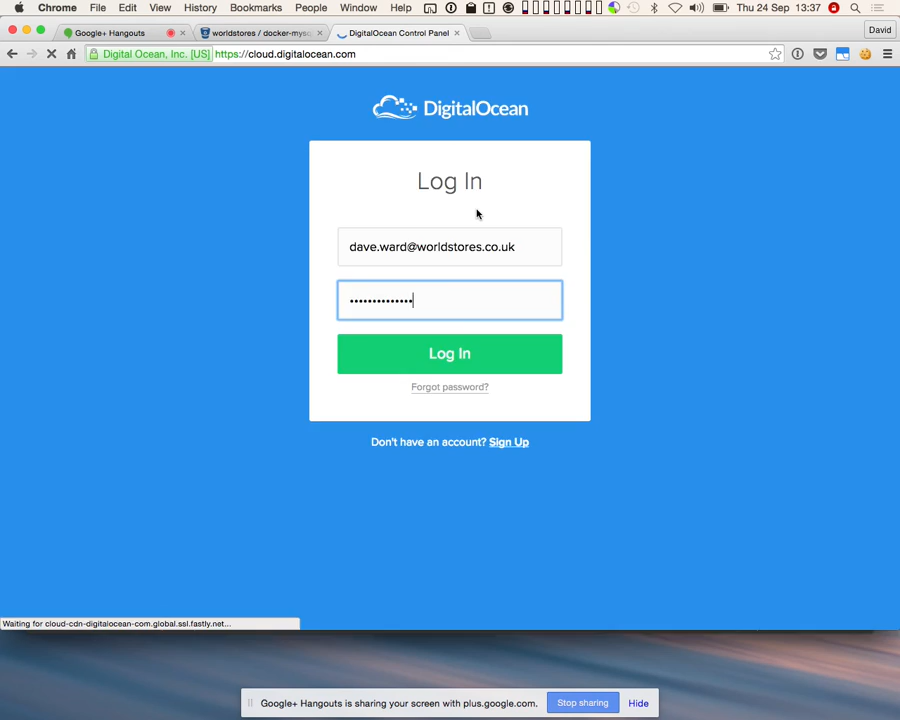 Chrome File Edit View History Bookmarks People Window Help Thu 24 Sep 13:37
Google+ Hangouts worldstores / docker-mysq DigitalOcean Control Panel David
Digital Ocean, Inc. [US] https://cloud.digitalocean.com
DigitalOcean
Log In
dave.ward@worldstores.co.uk
••••••••••••••
Log In
Forgot password?
Don't have an account? Sign Up
Waiting for cloud-cdn-digitalocean-com.global.ssl.fastly.net...
Google+ Hangouts is sharing your screen with plus.google.com. Stop sharing Hide